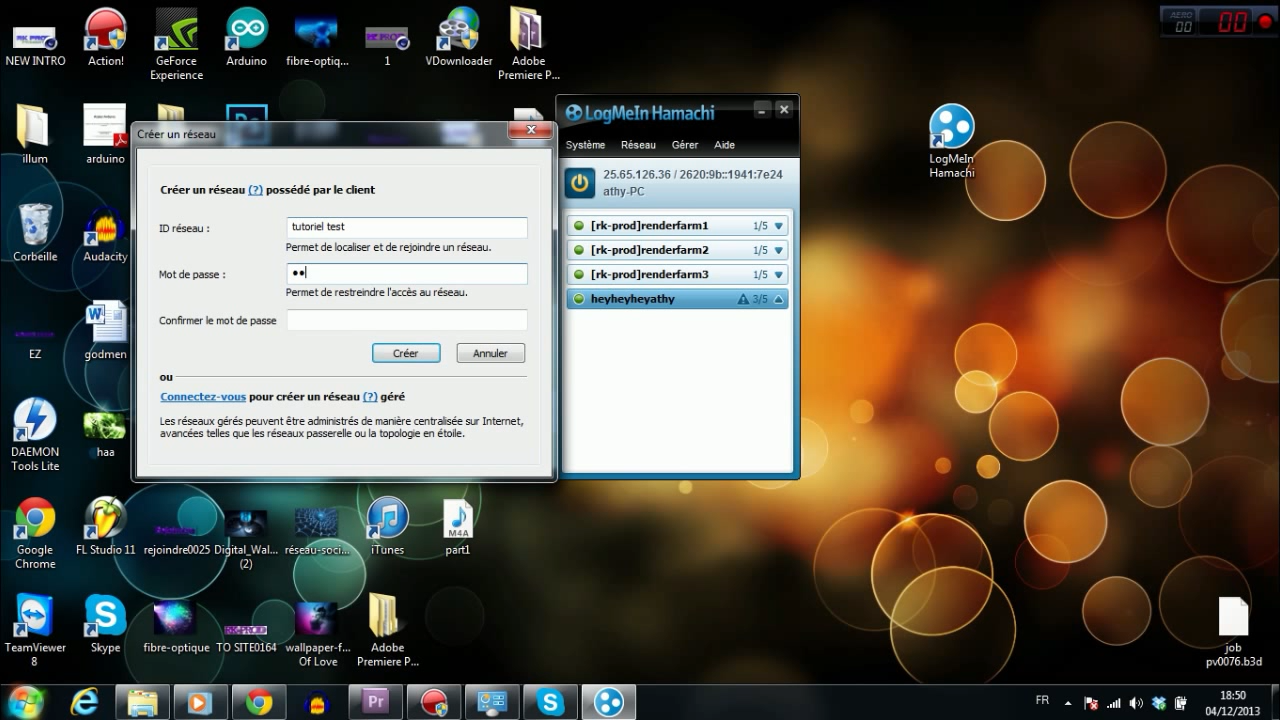 NEW INTRO
Action!
GeForce
Experience
Arduino
fibre-optiq...
1
VDownloader
Adobe
Premiere P...
AERO
00
00
illum
arduino
LogMeIn
Hamachi
Corbeille
Audacity
EZ
godmen
DAEMON
Tools Lite
haa
Google
Chrome
FL Studio 11
rejoindre0025
Digital_Wal...
(2)
réseau-soci...
iTunes
M4A
part1
TeamViewer
8
Skype
fibre-optique
RK-PROD
TO SITE0164
wallpaper-f...
Of Love
Adobe
Premiere P...
job
pv0076.b3d
Créer un réseau
Créer un réseau (?) possédé par le client
ID réseau :
tutoriel test
Permet de localiser et de rejoindre un réseau.
Mot de passe :
●●
Permet de restreindre l'accès au réseau.
Confirmer le mot de passe
Créer
Annuler
ou
Connectez-vous pour créer un réseau (?) géré
Les réseaux gérés peuvent être administrés de manière centralisée sur Internet,
avancées telles que les réseaux passerelle ou la topologie en étoile.
LogMeIn Hamachi
Système Réseau Gérer Aide
25.65.126.36 / 2620:9b::1941:7e24
athy-PC
[rk-prod]renderfarm1 1/5
[rk-prod]renderfarm2 1/5
[rk-prod]renderfarm3 1/5
heyheyheyathy 3/5
Pr
FR
18:50
04/12/2013